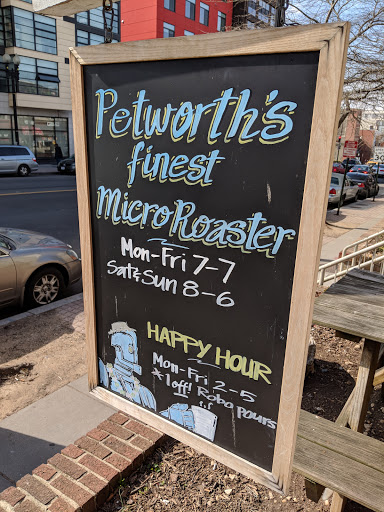 Petworth's
finest
MicroRoaster
Mon-Fri 7-7
Sat & Sun 8-6
HAPPY HOUR
Mon-Fri 2-5
*1 off! Robo pours